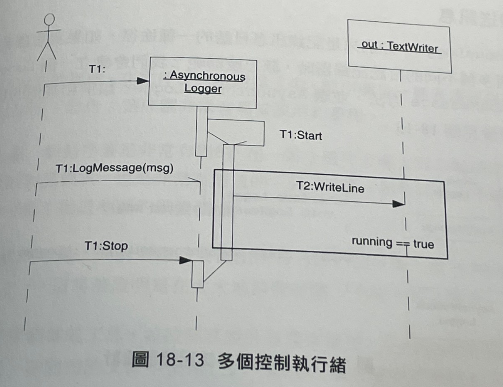 out : TextWriter
T1:
: Asynchronous
Logger
T1:Start
T1:LogMessage(msg)
T2:WriteLine
running == true
T1:Stop
圖 18-13 多個控制執行緒